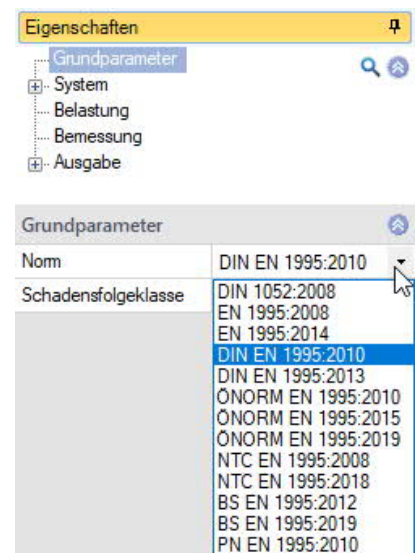 Eigenschaften
Grundparameter
System
Belastung
Bemessung
Ausgabe
Grundparameter
Norm DIN EN 1995:2010
Schadensfolgeklasse
DIN 1052:2008
EN 1995:2008
EN 1995:2014
DIN EN 1995:2010
DIN EN 1995:2013
ÖNORM EN 1995:2010
ÖNORM EN 1995:2015
ÖNORM EN 1995:2019
NTC EN 1995:2008
NTC EN 1995:2018
BS EN 1995:2012
BS EN 1995:2019
PN EN 1995:2010